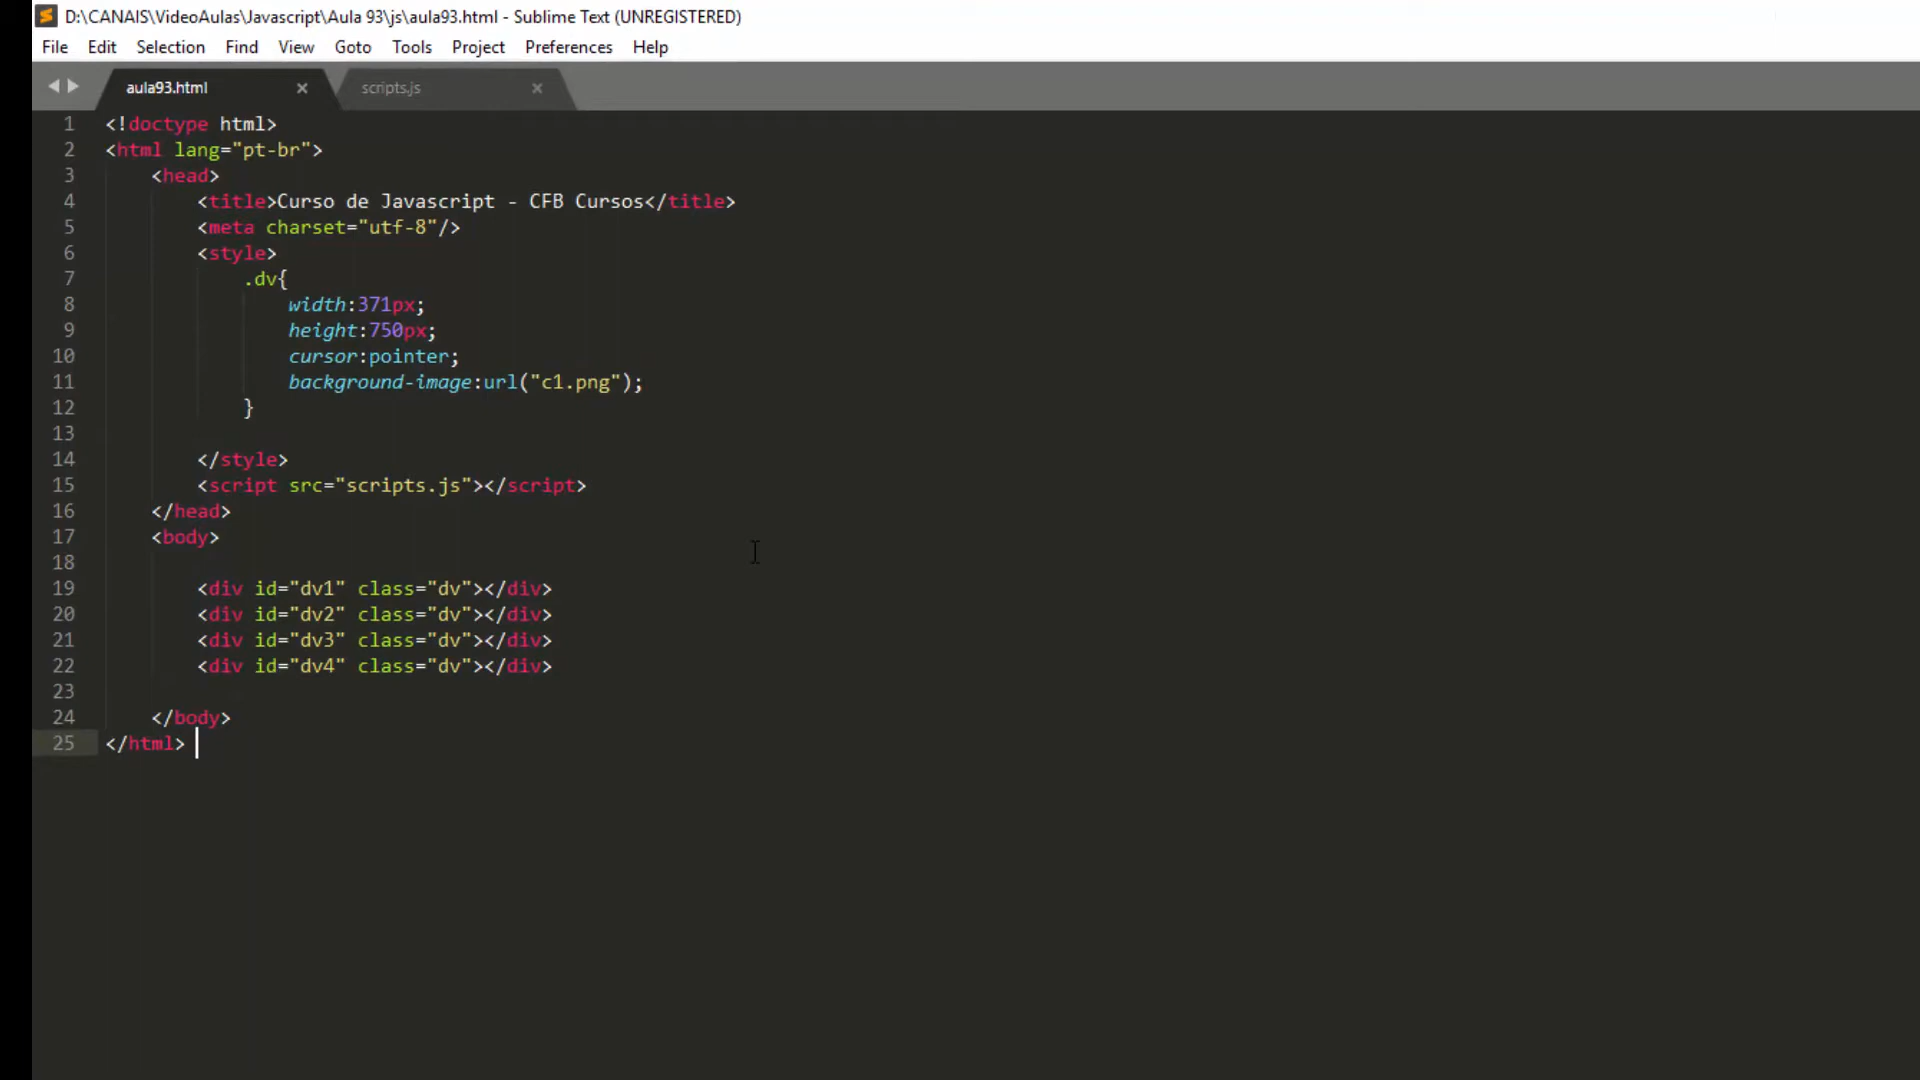 D:\CANAIS\VideoAulas\Javascript\Aula 93\js\aula93.html - Sublime Text (UNREGISTERED)
File Edit Selection Find View Goto Tools Project Preferences Help
aula93.html × scripts.js ×
1 <!doctype html>
2 <html lang="pt-br">
3 <head>
4 <title>Curso de Javascript - CFB Cursos</title>
5 <meta charset="utf-8"/>
6 <style>
7 .dv{
8 width:371px;
9 height:750px;
10 cursor:pointer;
11 background-image:url("c1.png");
12 }
13
14 </style>
15 <script src="scripts.js"></script>
16 </head>
17 <body>
18
19 <div id="dv1" class="dv"></div>
20 <div id="dv2" class="dv"></div>
21 <div id="dv3" class="dv"></div>
22 <div id="dv4" class="dv"></div>
23
24 </body>
25 </html>